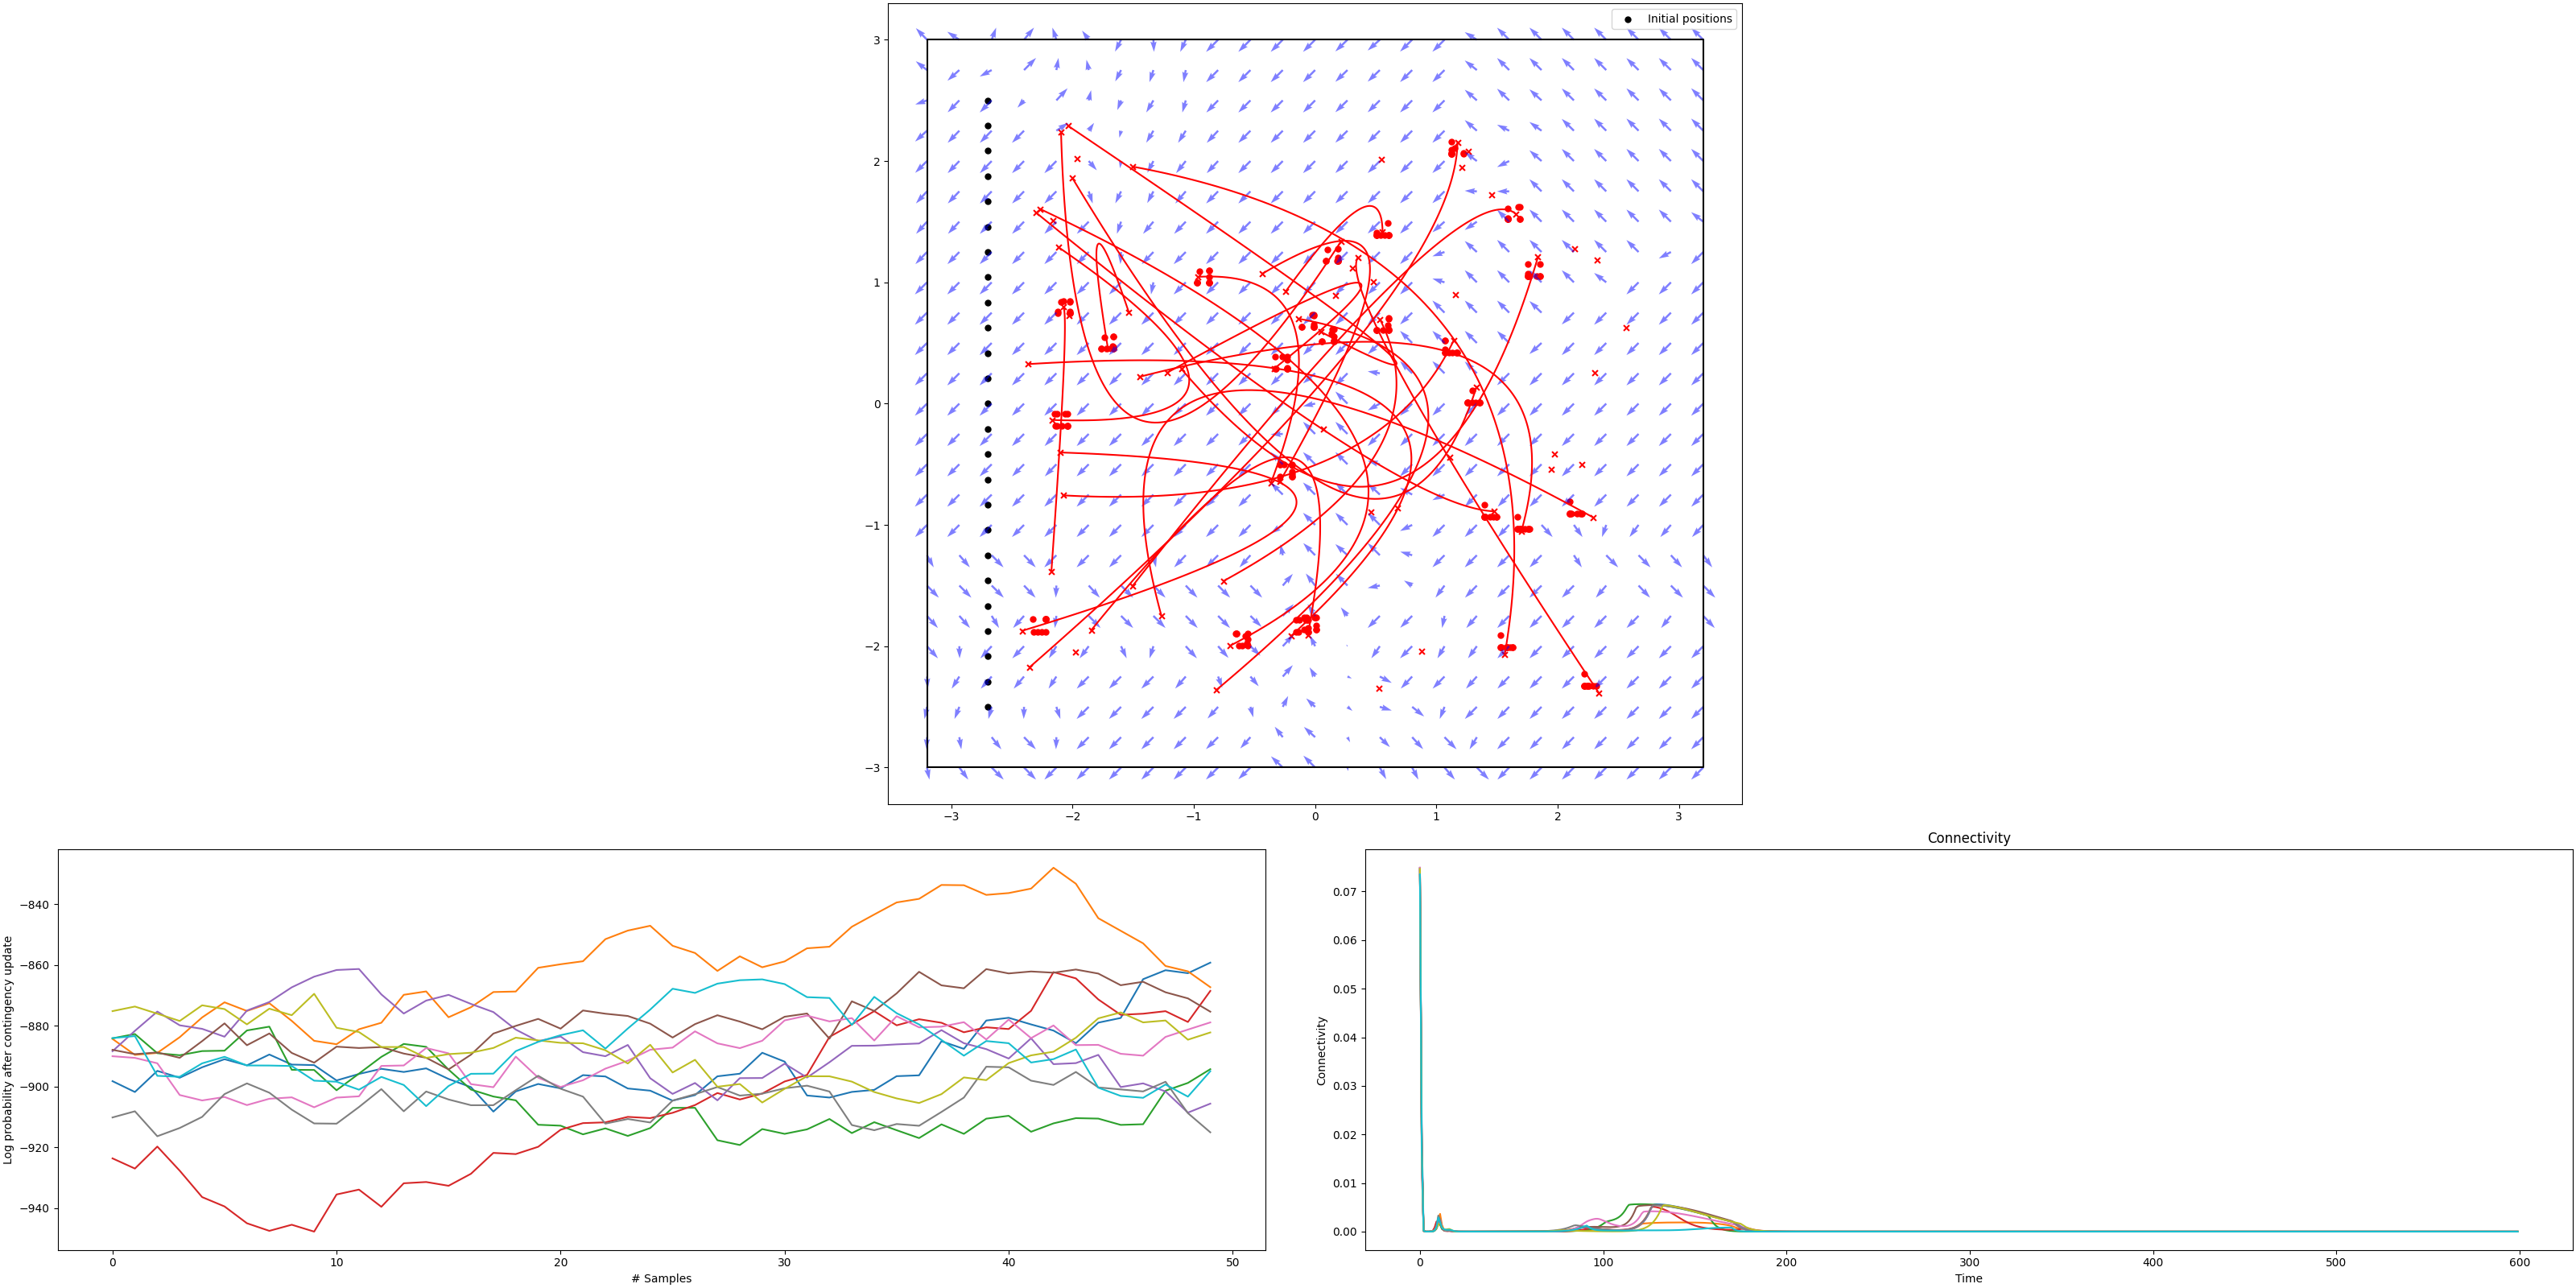 Initial positions
3
2
1
0
−1
−2
−3
−3 −2 −1 0 1 2 3
Log probability after contingency update
−840
−860
−880
−900
−920
−940
0 10 20 30 40 50
# Samples
Connectivity
Connectivity
0.07
0.06
0.05
0.04
0.03
0.02
0.01
0.00
0 100 200 300 400 500 600
Time